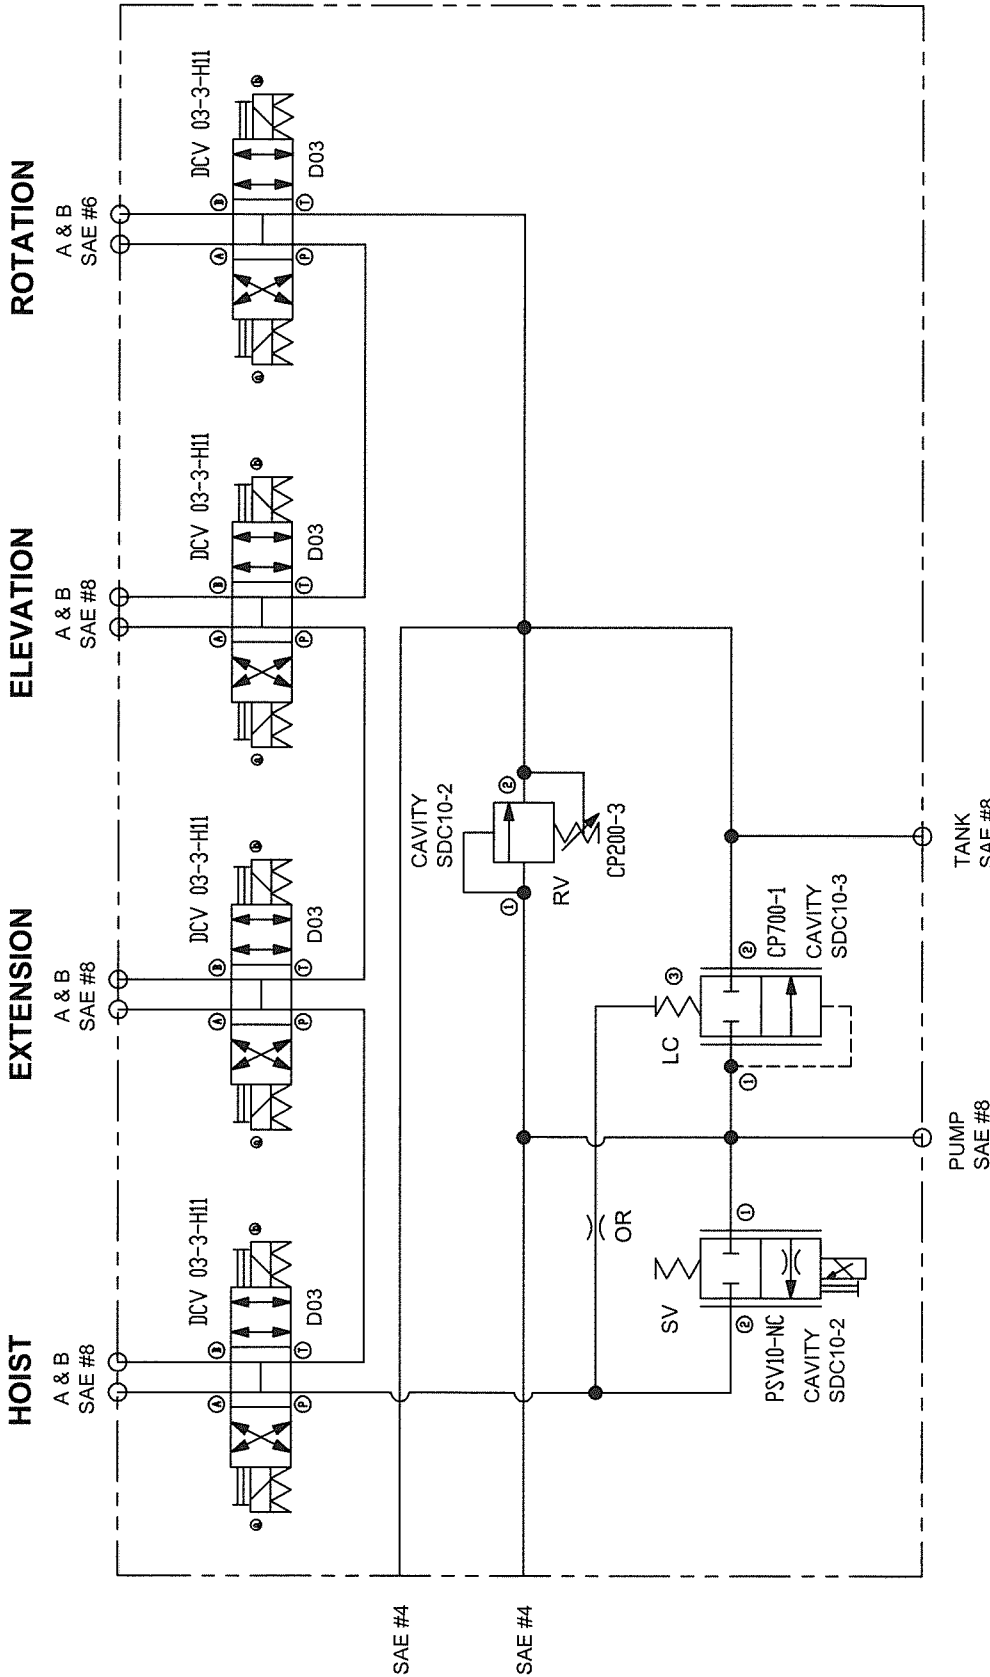 HOIST
A & B
SAE #8
EXTENSION
A & B
SAE #8
ELEVATION
A & B
SAE #8
ROTATION
A & B
SAE #6
DCV 03-3-H11
D03
a
b
A
B
P
T
DCV 03-3-H11
D03
a
b
A
B
P
T
DCV 03-3-H11
D03
a
b
A
B
P
T
DCV 03-3-H11
D03
a
b
A
B
P
T
SAE #4
SAE #4
CAVITY
SDC10-2
1
2
RV
CP200-3
OR
SV
1
2
PSV10-NC
CAVITY
SDC10-2
LC
3
1
2
CP700-1
CAVITY
SDC10-3
PUMP
SAE #8
TANK
SAE #8